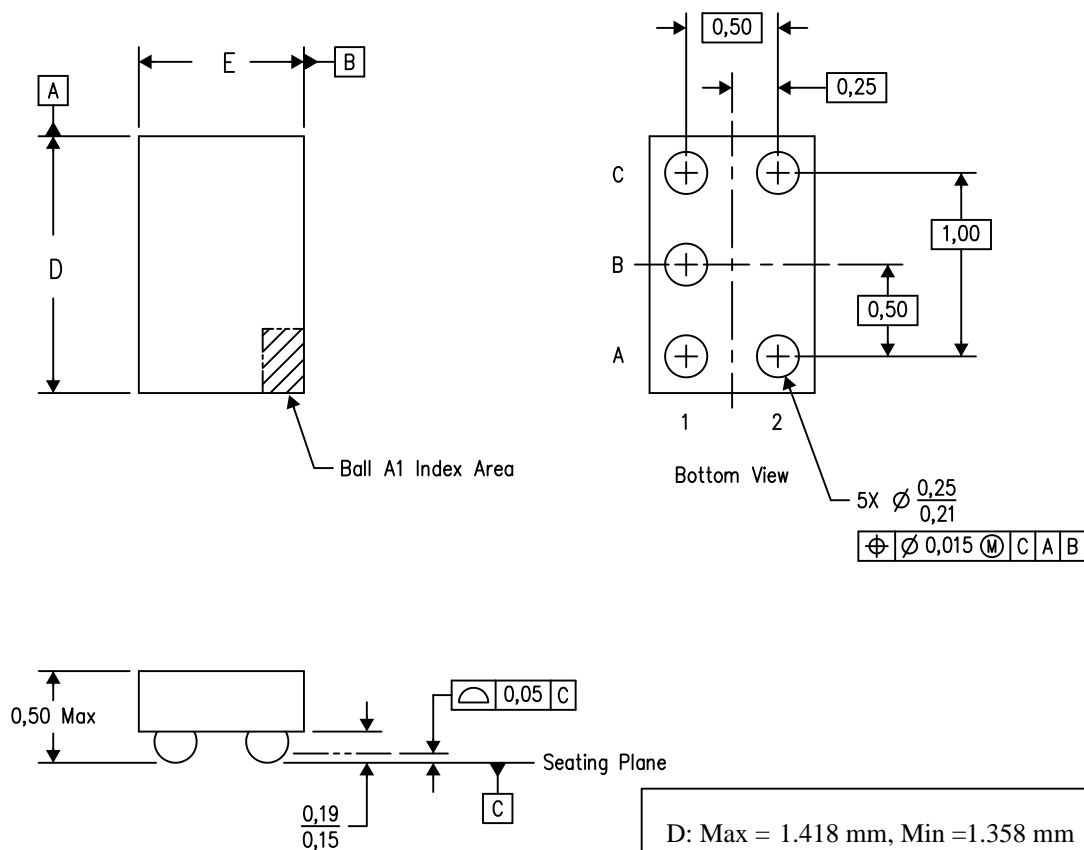 E
B
A
D
Ball A1 Index Area
0,50
0,25
C
B
A
1,00
0,50
1
2
Bottom View
5X Ø 0,25
0,21
⌖ Ø 0,015 Ⓜ C A B
0,50 Max
0,05 C
Seating Plane
C
0,19
0,15
D: Max = 1.418 mm, Min =1.358 mm